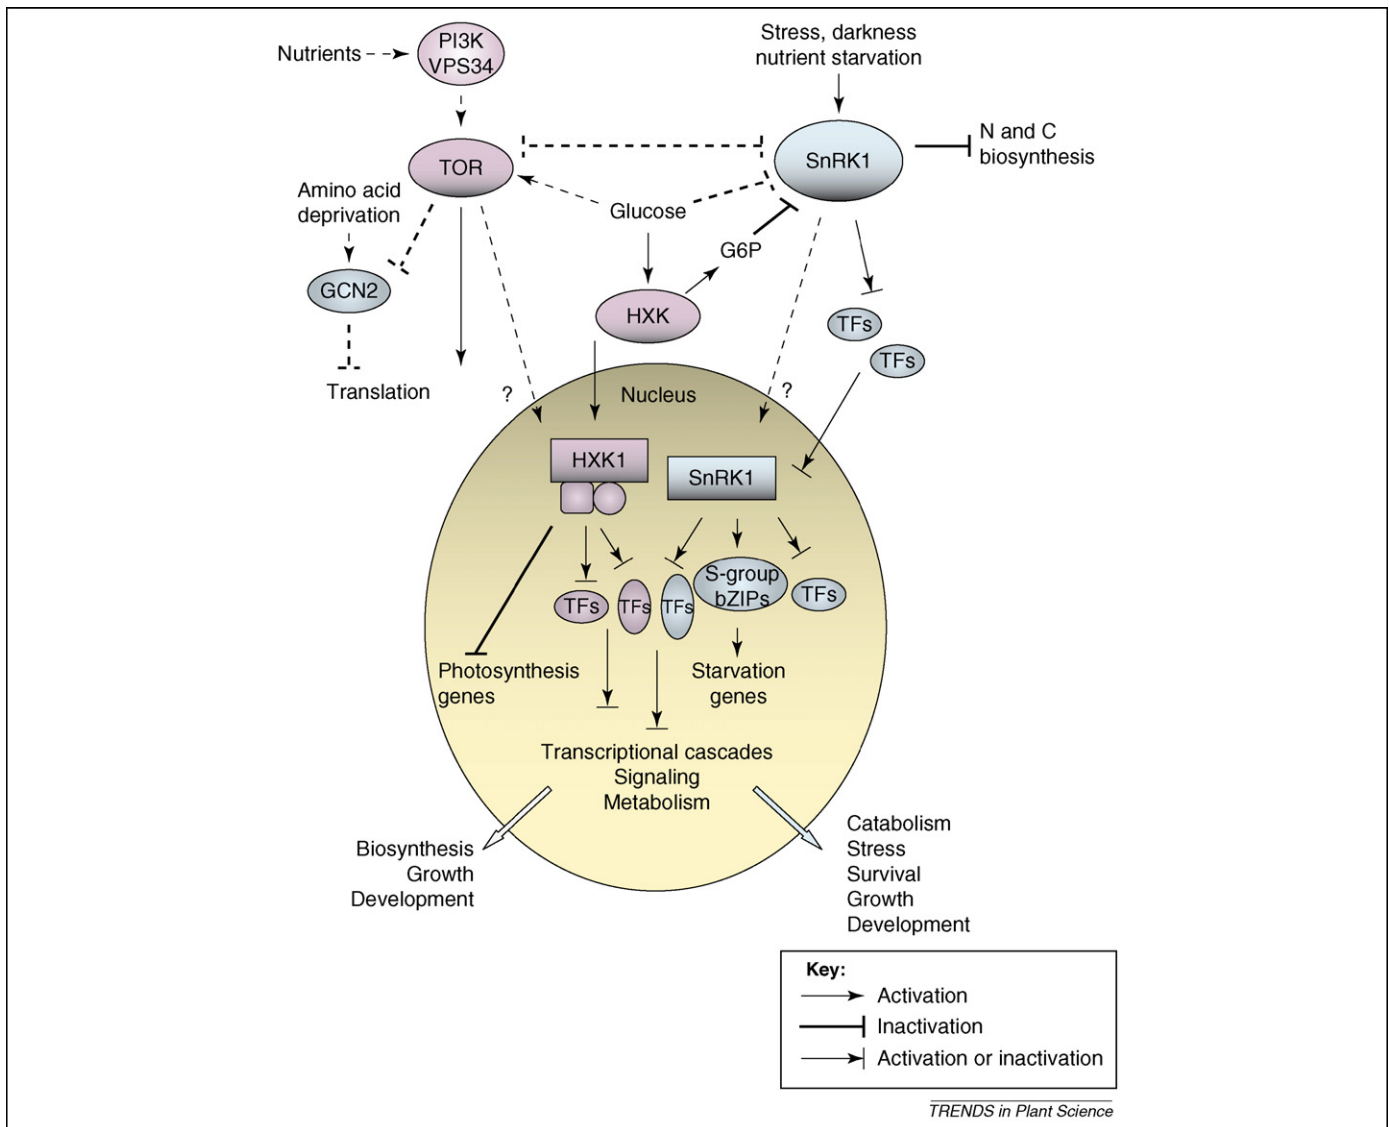 PI3K
VPS34
Nutrients
Stress, darkness
nutrient starvation
TOR
SnRK1
N and C
biosynthesis
Amino acid
deprivation
Glucose
G6P
GCN2
HXK
TFs
TFs
Translation
?
Nucleus
?
HXK1
SnRK1
TFs
TFs
TFs
S-group
bZIPs
TFs
Photosynthesis
genes
Starvation
genes
Transcriptional cascades
Signaling
Metabolism
Biosynthesis
Growth
Development
Catabolism
Stress
Survival
Growth
Development
Key:
Activation
Inactivation
Activation or inactivation
TRENDS in Plant Science